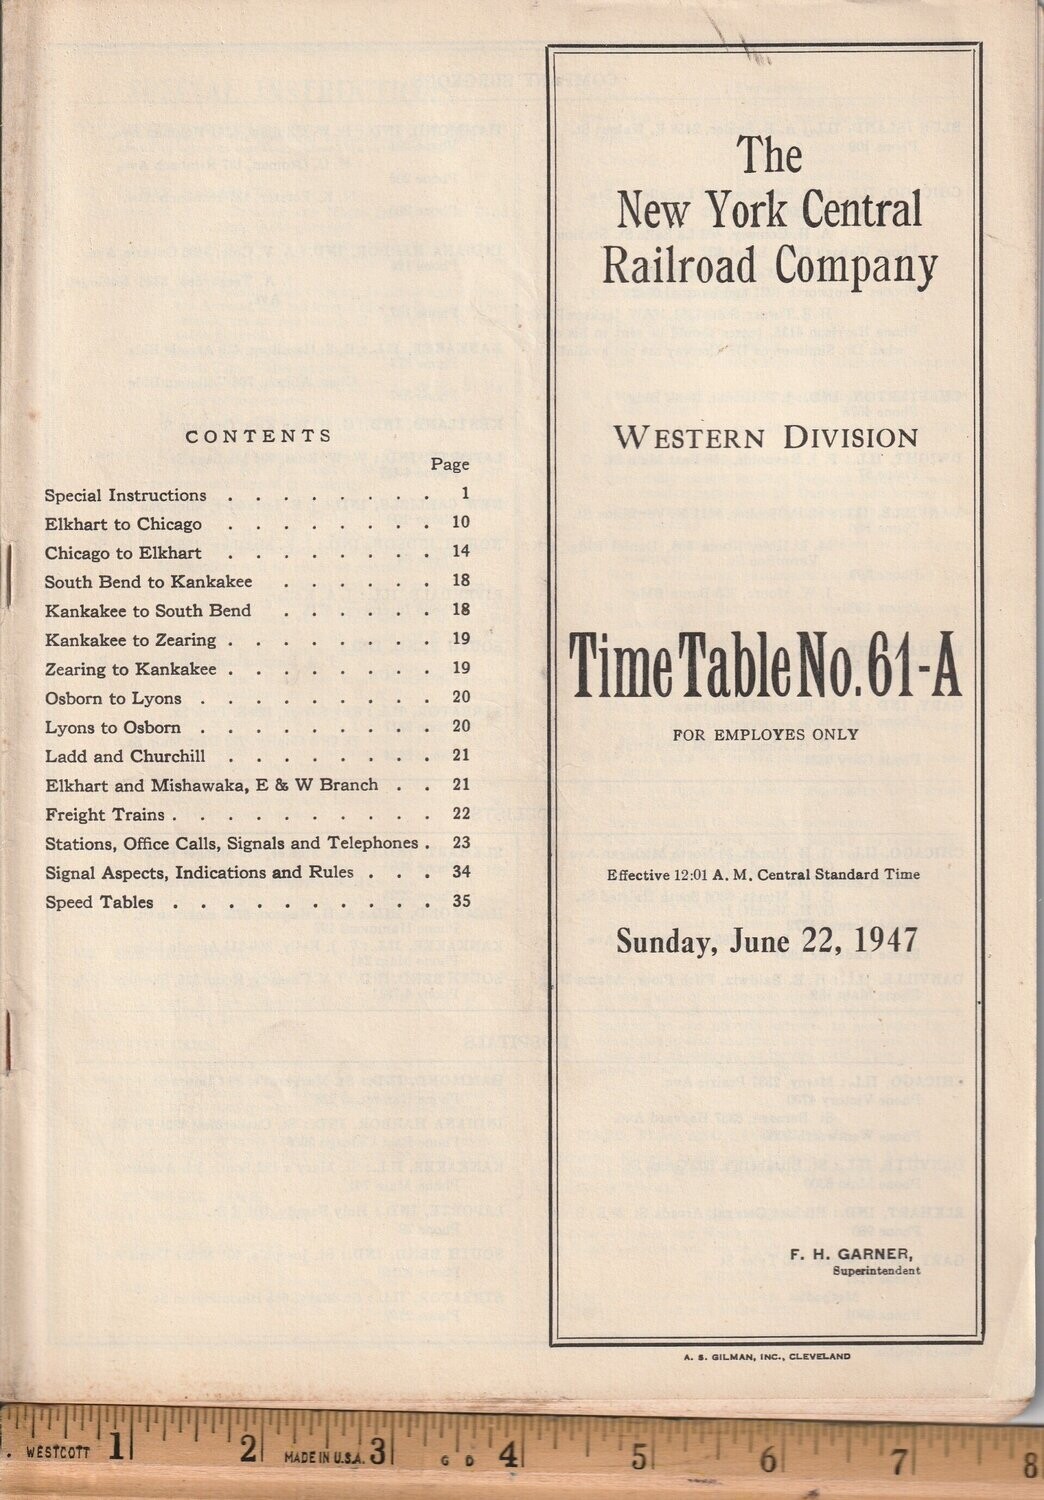 CONTENTS
Page
Special Instructions . . . . . . . . 1
Elkhart to Chicago . . . . . . . . 10
Chicago to Elkhart . . . . . . . . 14
South Bend to Kankakee . . . . . . 18
Kankakee to South Bend . . . . . . 18
Kankakee to Zearing . . . . . . . . 19
Zearing to Kankakee . . . . . . . . 19
Osborn to Lyons . . . . . . . . . 20
Lyons to Osborn . . . . . . . . . 20
Ladd and Churchill . . . . . . . . 21
Elkhart and Mishawaka, E & W Branch . . 21
Freight Trains . . . . . . . . . . 22
Stations, Office Calls, Signals and Telephones . 23
Signal Aspects, Indications and Rules . . . 34
Speed Tables . . . . . . . . . . 35
The
New York Central
Railroad Company
WESTERN DIVISION
Time Table No. 61-A
FOR EMPLOYES ONLY
Effective 12:01 A. M. Central Standard Time
Sunday, June 22, 1947
F. H. GARNER,
Superintendent
A. S. GILMAN, INC., CLEVELAND
WESTCOTT 1 2 MADE IN U.S.A. 3 G D 4 5 6 7 8